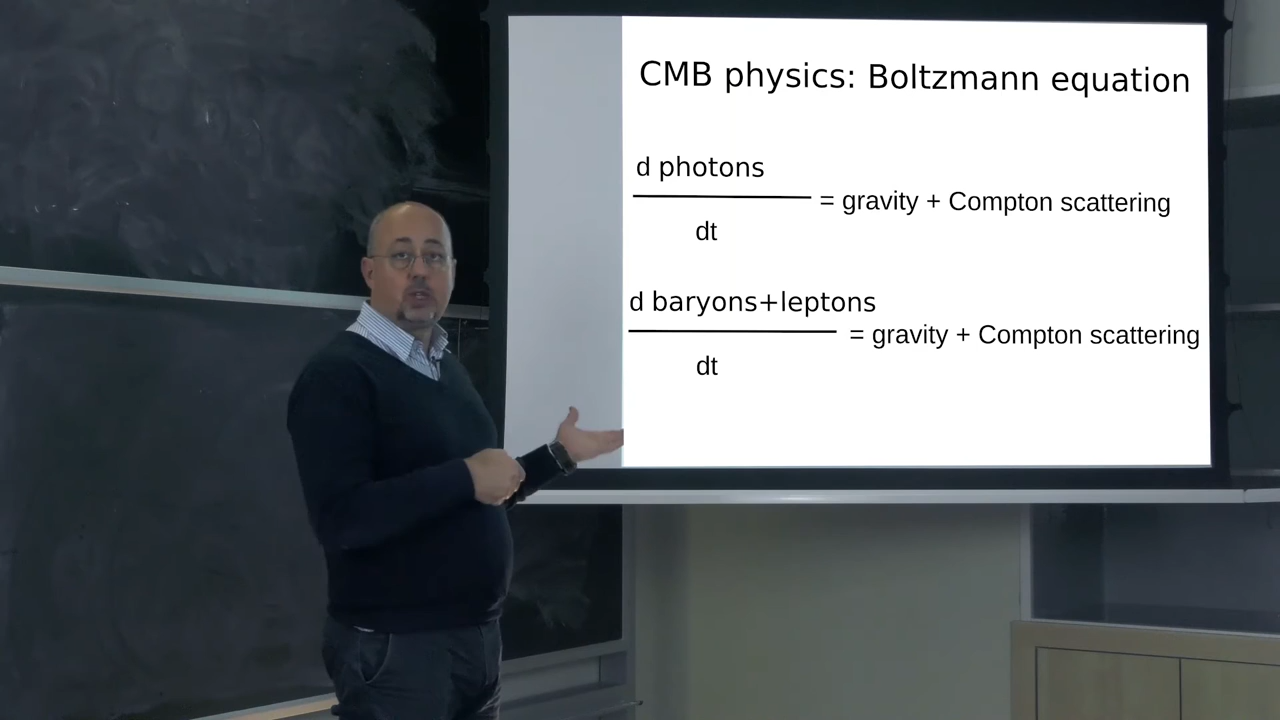 CMB physics: Boltzmann equation
d photons
= gravity + Compton scattering
dt
d baryons+leptons
= gravity + Compton scattering
dt